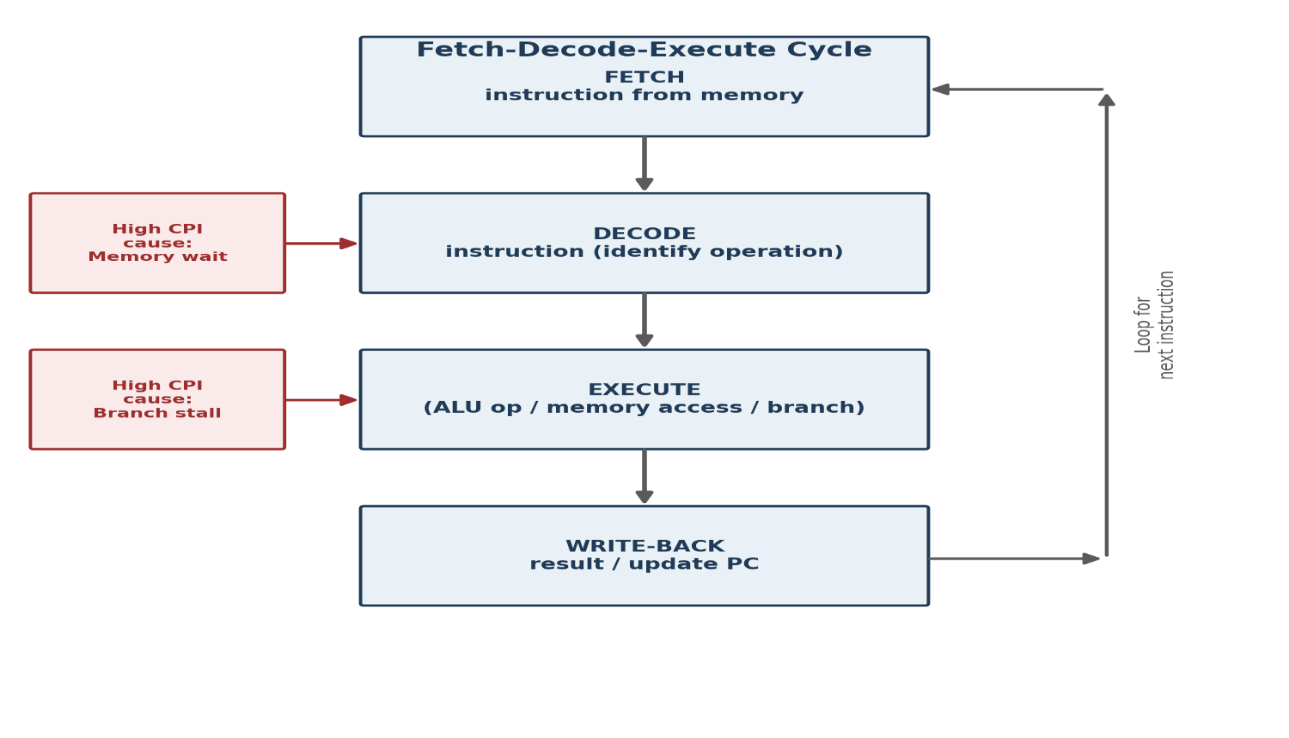 Fetch-Decode-Execute Cycle
FETCH
instruction from memory
High CPI
cause:
Memory wait
DECODE
instruction (identify operation)
High CPI
cause:
Branch stall
EXECUTE
(ALU op / memory access / branch)
WRITE-BACK
result / update PC
Loop for
next instruction